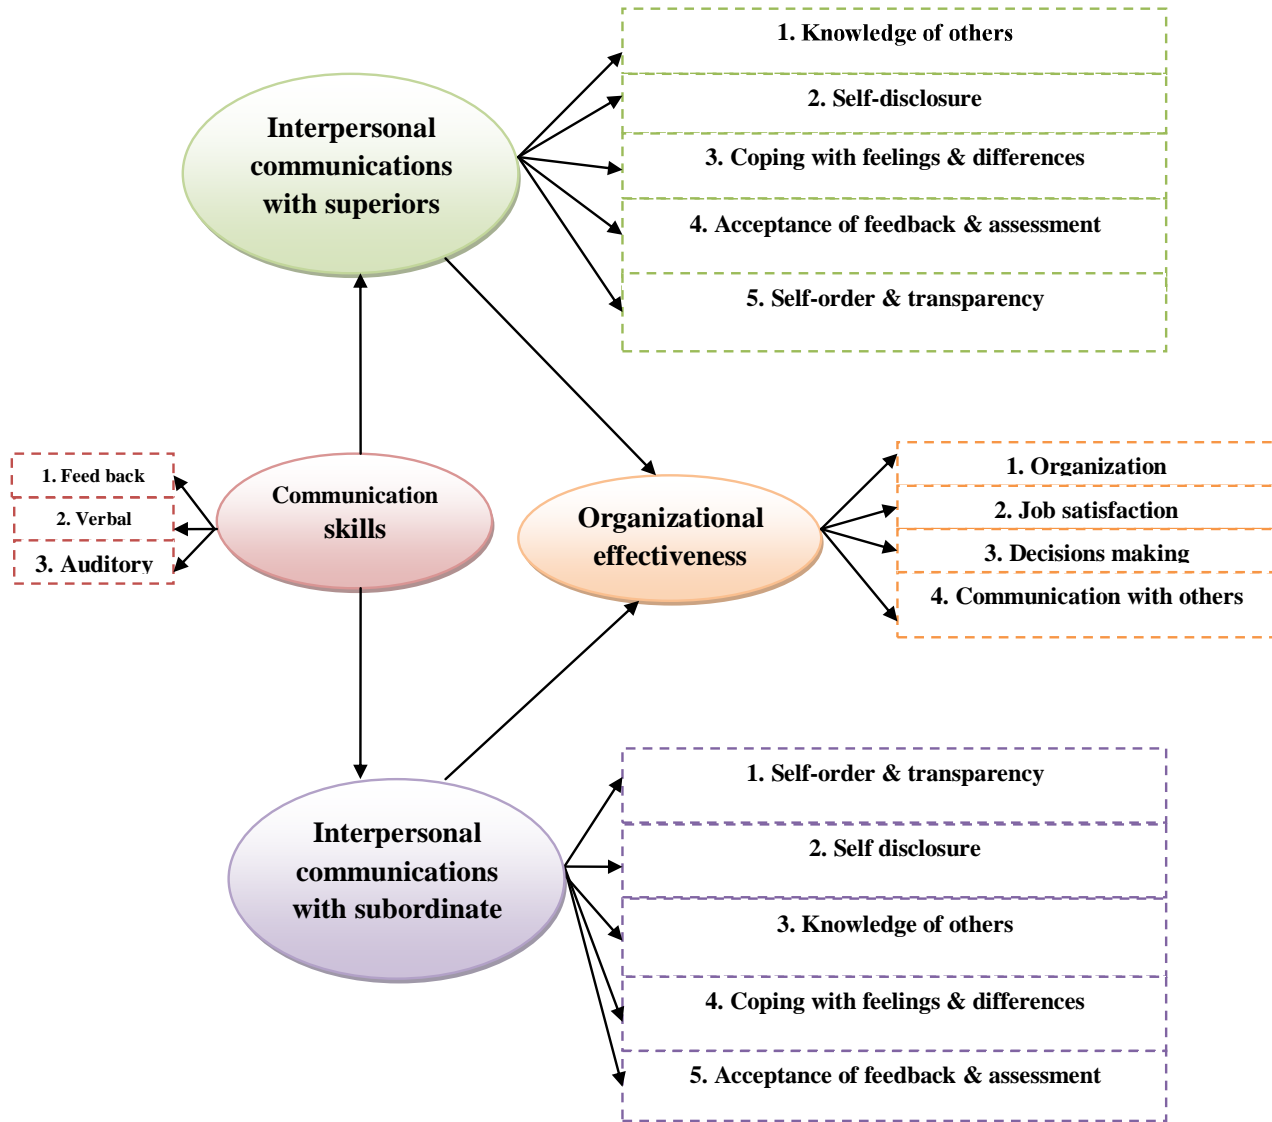 1. Knowledge of others
2. Self-disclosure
3. Coping with feelings & differences
4. Acceptance of feedback & assessment
5. Self-order & transparency
Interpersonal
communications
with superiors
1. Feed back
2. Verbal
3. Auditory
Communication
skills
Organizational
effectiveness
1. Organization
2. Job satisfaction
3. Decisions making
4. Communication with others
Interpersonal
communications
with subordinate
1. Self-order & transparency
2. Self disclosure
3. Knowledge of others
4. Coping with feelings & differences
5. Acceptance of feedback & assessment